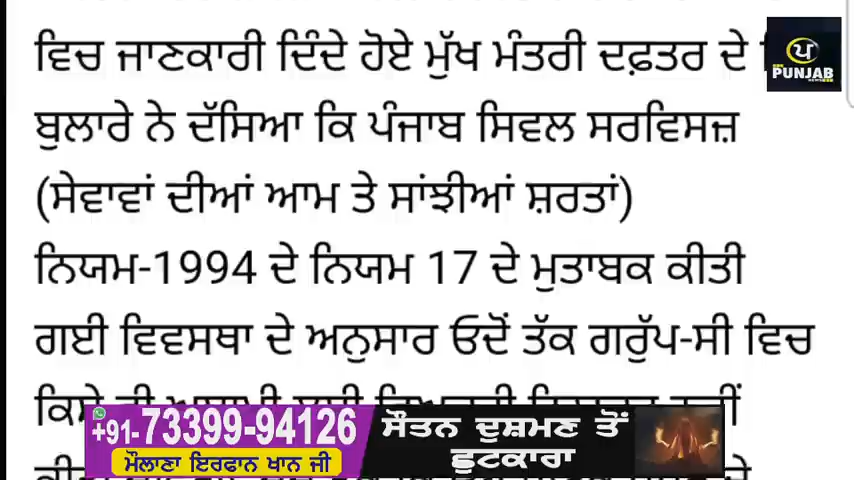 ਵਿਚ ਜਾਣਕਾਰੀ ਦਿੰਦੇ ਹੋਏ ਮੁੱਖ ਮੰਤਰੀ ਦਫ਼ਤਰ ਦੇ
ਬੁਲਾਰੇ ਨੇ ਦੱਸਿਆ ਕਿ ਪੰਜਾਬ ਸਿਵਲ ਸਰਵਿਸਜ਼
(ਸੇਵਾਵਾਂ ਦੀਆਂ ਆਮ ਤੇ ਸਾਂਝੀਆਂ ਸ਼ਰਤਾਂ)
ਨਿਯਮ-1994 ਦੇ ਨਿਯਮ 17 ਦੇ ਮੁਤਾਬਕ ਕੀਤੀ
ਗਈ ਵਿਵਸਥਾ ਦੇ ਅਨੁਸਾਰ ਓਦੋਂ ਤੱਕ ਗਰੁੱਪ-ਸੀ ਵਿਚ
ਪ
PUNJAB
+91-73399-94126
ਮੌਲਾਣਾ ਇਰਫਾਨ ਖਾਨ ਜੀ
ਸੌਤਨ ਦੁਸ਼ਮਣ ਤੋਂ
ਛੁਟਕਾਰਾ